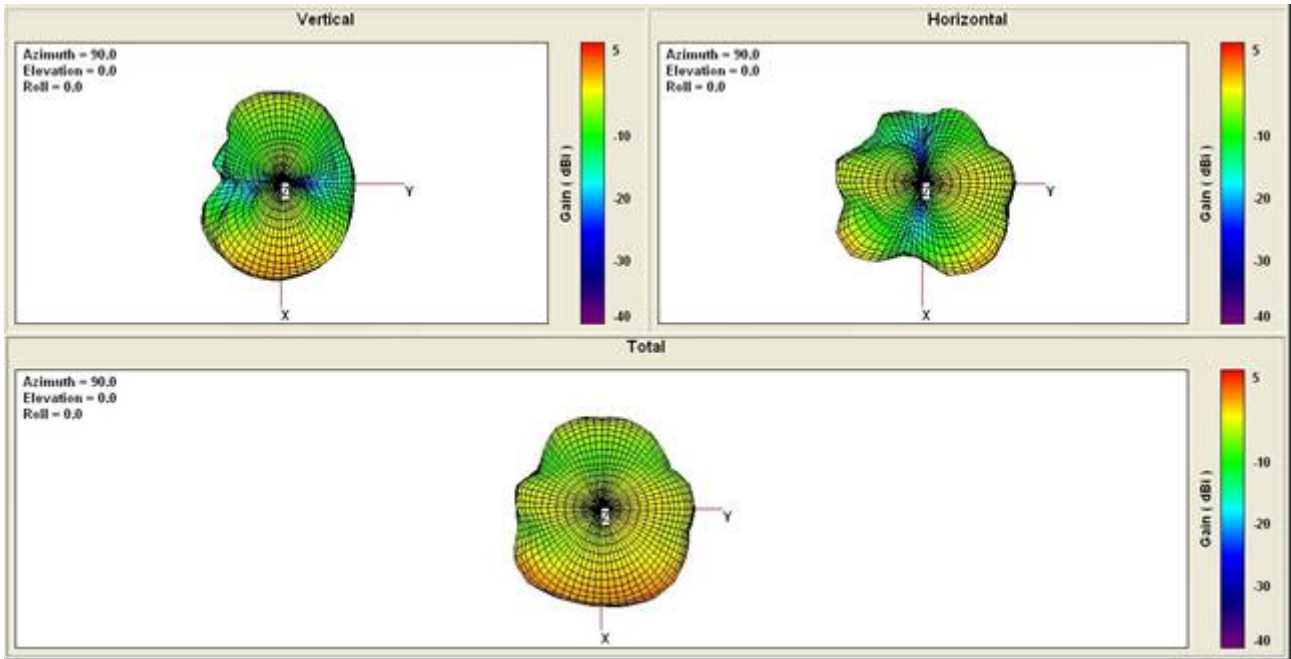 Vertical
Azimuth = 90.0
Elevation = 0.0
Roll = 0.0
Y
X
5
-10
-20
-30
-40
Gain ( dBi )
Horizontal
Azimuth = 90.0
Elevation = 0.0
Roll = 0.0
Y
X
5
-10
-20
-30
-40
Gain ( dBi )
Total
Azimuth = 90.0
Elevation = 0.0
Roll = 0.0
Y
X
5
-10
-20
-30
-40
Gain ( dBi )